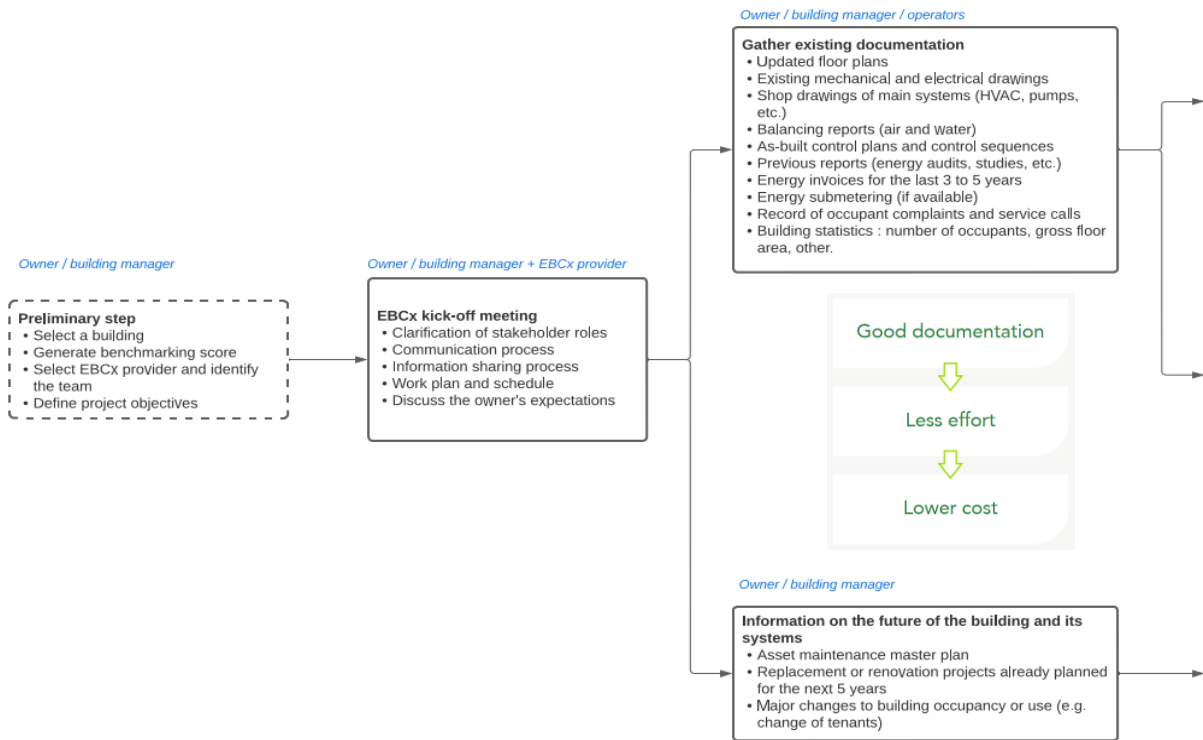 Owner / building manager
Preliminary step
• Select a building
• Generate benchmarking score
• Select EBCx provider and identify
the team
• Define project objectives
Owner / building manager + EBCx provider
EBCx kick-off meeting
• Clarification of stakeholder roles
• Communication process
• Information sharing process
• Work plan and schedule
• Discuss the owner's expectations
Owner / building manager / operators
Gather existing documentation
• Updated floor plans
• Existing mechanical and electrical drawings
• Shop drawings of main systems (HVAC, pumps,
etc.)
• Balancing reports (air and water)
• As-built control plans and control sequences
• Previous reports (energy audits, studies, etc.)
• Energy invoices for the last 3 to 5 years
• Energy submetering (if available)
• Record of occupant complaints and service calls
• Building statistics : number of occupants, gross floor
area, other.
Good documentation
Less effort
Lower cost
Owner / building manager
Information on the future of the building and its
systems
• Asset maintenance master plan
• Replacement or renovation projects already planned
for the next 5 years
• Major changes to building occupancy or use (e.g.
change of tenants)